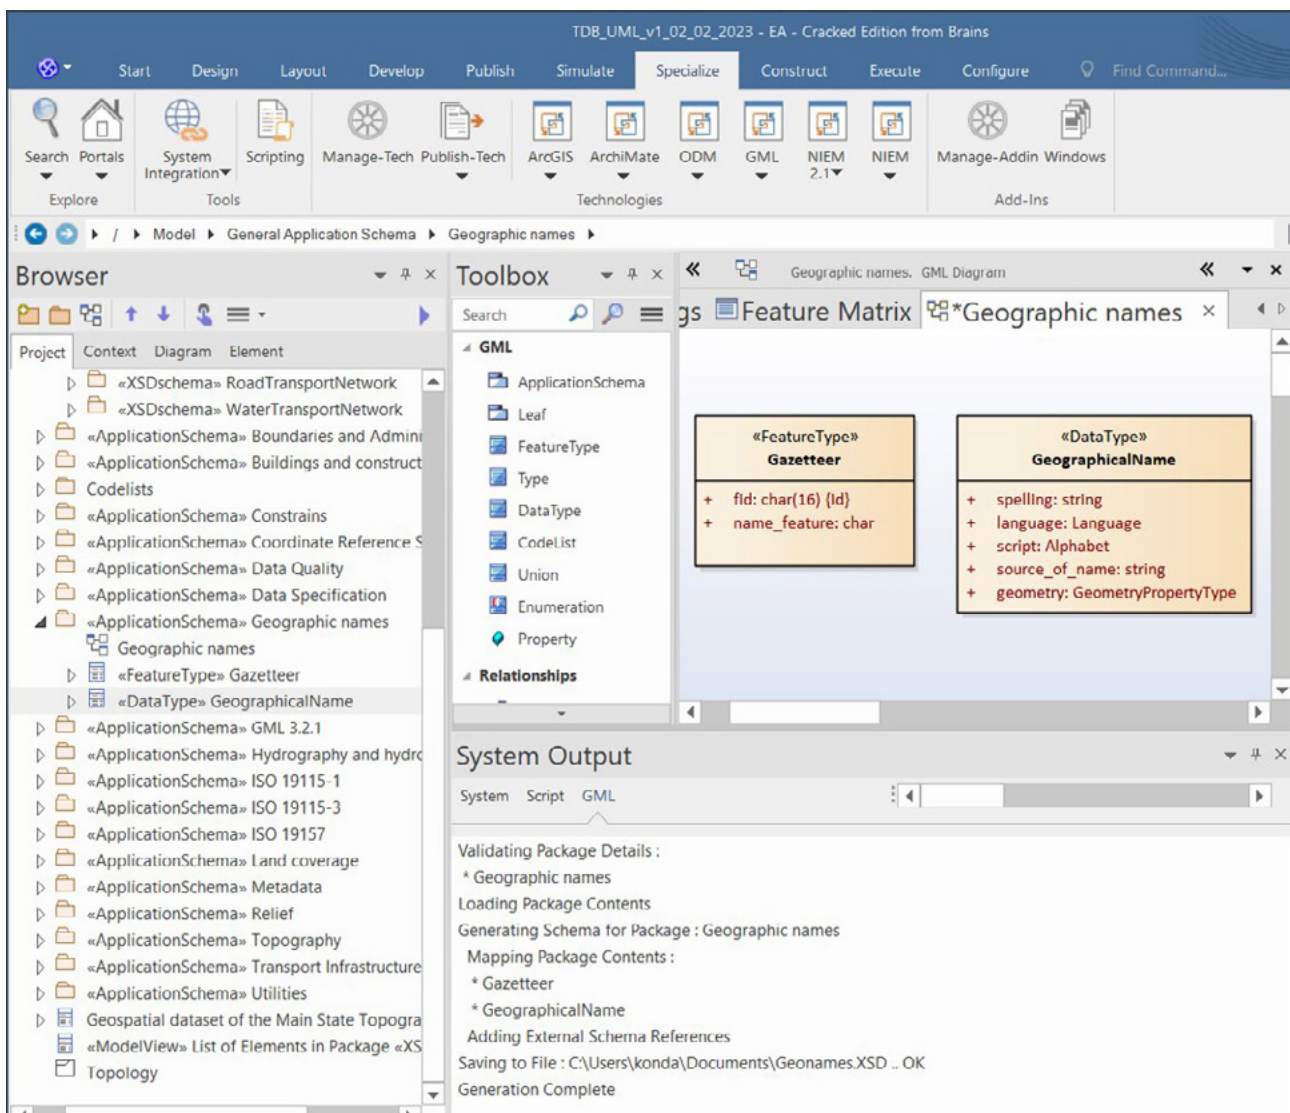 TDB_UML_v1_02_02_2023 - EA - Cracked Edition from Brains
Start Design Layout Develop Publish Simulate Specialize Construct Execute Configure Find Command...
Search Portals System Integration Scripting Manage-Tech Publish-Tech ArcGIS ArchiMate ODM GML NIEM 2.1 NIEM Manage-Addin Windows
Explore Tools Technologies Add-Ins
/ Model General Application Schema Geographic names
Browser
Project Context Diagram Element
«XSDschema» RoadTransportNetwork
«XSDschema» WaterTransportNetwork
«ApplicationSchema» Boundaries and Admini
«ApplicationSchema» Buildings and construct
Codelists
«ApplicationSchema» Constrains
«ApplicationSchema» Coordinate Reference S
«ApplicationSchema» Data Quality
«ApplicationSchema» Data Specification
«ApplicationSchema» Geographic names
Geographic names
«FeatureType» Gazetteer
«DataType» GeographicalName
«ApplicationSchema» GML 3.2.1
«ApplicationSchema» Hydrography and hydro
«ApplicationSchema» ISO 19115-1
«ApplicationSchema» ISO 19115-3
«ApplicationSchema» ISO 19157
«ApplicationSchema» Land coverage
«ApplicationSchema» Metadata
«ApplicationSchema» Relief
«ApplicationSchema» Topography
«ApplicationSchema» Transport Infrastructure
«ApplicationSchema» Utilities
Geospatial dataset of the Main State Topogra
«ModelView» List of Elements in Package «XS
Topology
Toolbox
Search
GML
ApplicationSchema
Leaf
FeatureType
Type
DataType
CodeList
Union
Enumeration
Property
Relationships
Geographic names. GML Diagram
gs Feature Matrix *Geographic names
«FeatureType»
Gazetteer
+ fid: char(16) {id}
+ name_feature: char
«DataType»
GeographicalName
+ spelling: string
+ language: Language
+ script: Alphabet
+ source_of_name: string
+ geometry: GeometryPropertyType
System Output
System Script GML
Validating Package Details :
* Geographic names
Loading Package Contents
Generating Schema for Package : Geographic names
Mapping Package Contents :
* Gazetteer
* GeographicalName
Adding External Schema References
Saving to File : C:\Users\konda\Documents\Geonames.XSD .. OK
Generation Complete